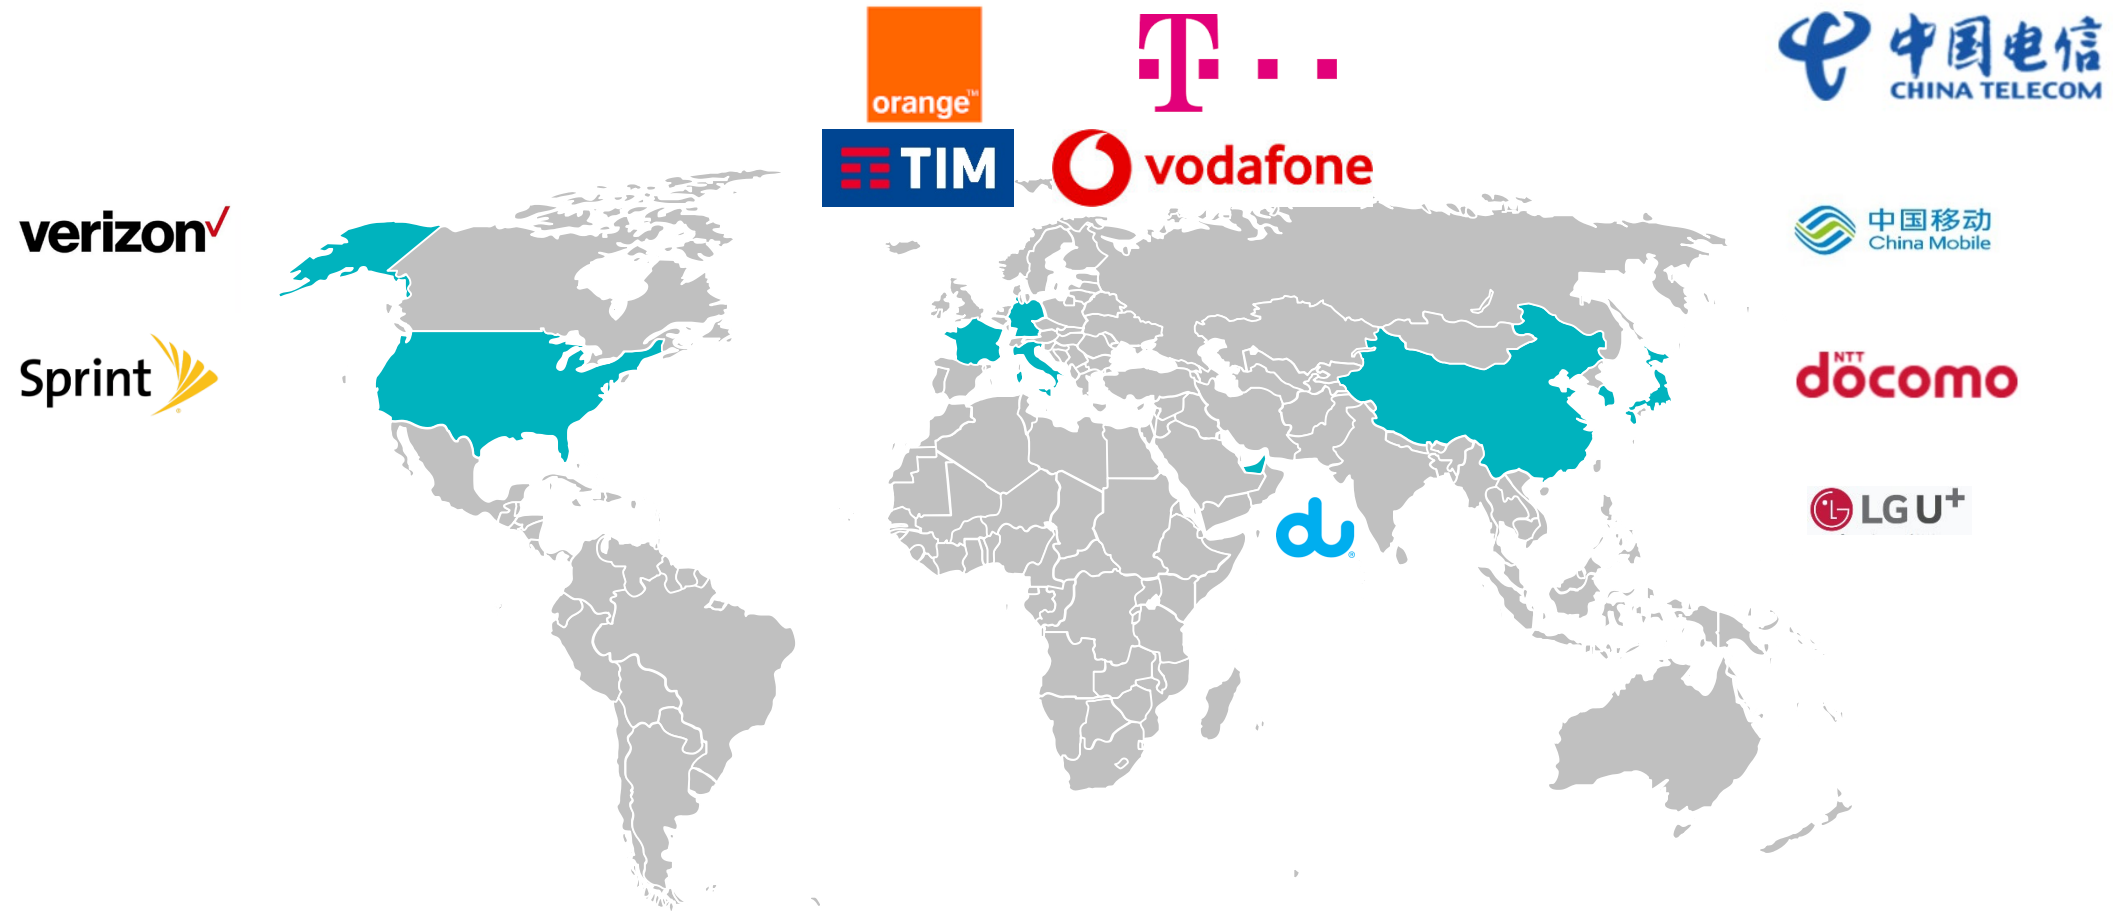 orange™
T
中国电信
CHINA TELECOM
TIM
vodafone
verizon
中国移动
China Mobile
Sprint
NTT
docomo
LG U+
du®